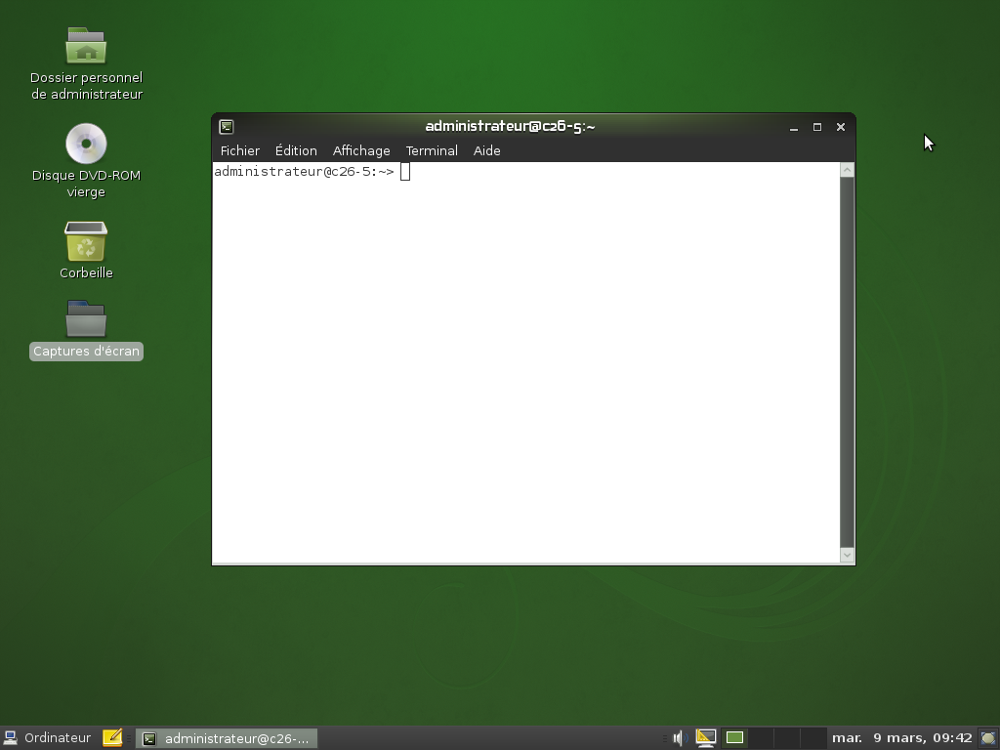 Dossier personnel
de administrateur
Disque DVD-ROM
vierge
Corbeille
Captures d'écran
administrateur@c26-5:~
Fichier Édition Affichage Terminal Aide
administrateur@c26-5:~>
Ordinateur administrateur@c26-... mar. 9 mars, 09:42